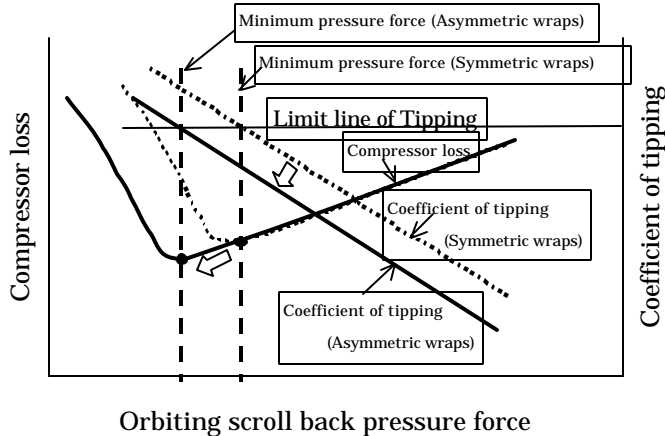 Minimum pressure force (Asymmetric wraps)
Minimum pressure force (Symmetric wraps)
Limit line of Tipping
Compressor loss
Coefficient of tipping
(Symmetric wraps)
Coefficient of tipping
(Asymmetric wraps)
Compressor loss
Coefficient of tipping
Orbiting scroll back pressure force